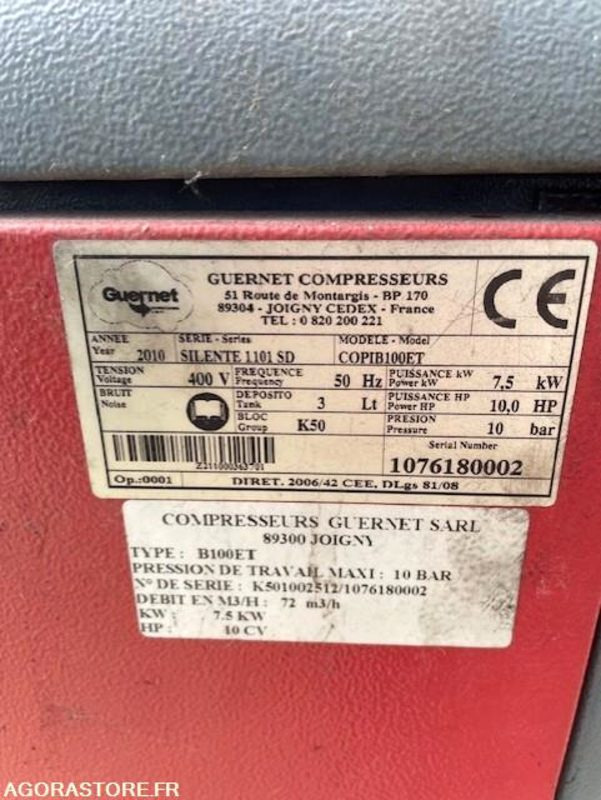 Guernet
GUERNET COMPRESSEURS
51 Route de Montargis - BP 170
89304 - JOIGNY CEDEX - France
TEL : 0 820 200 221
CE
ANNÉE Year 2010 SERIE - Series SILENTE 1101 SD MODELE - Model COPIB100ET
TENSION Voltage 400 V FREQUENCE Frequency 50 Hz PUISSANCE kW Power kW 7,5 kW
BRUIT Noise DEPOSITO Tank 3 Lt PUISSANCE HP Power HP 10,0 HP
BLOC Group K50 PRESION Pressure 10 bar
Serial Number
1076180002
Op.:0001 DIRET. 2006/42 CEE, DLgs 81/08
COMPRESSEURS GUERNET SARL
89300 JOIGNY
TYPE : B100ET
PRESSION DE TRAVAIL MAXI : 10 BAR
N° DE SERIE : K501002512/1076180002
DEBIT EN M3/H : 72 m3/h
KW : 7.5 KW
HP : 10 CV
AGORASTORE.FR